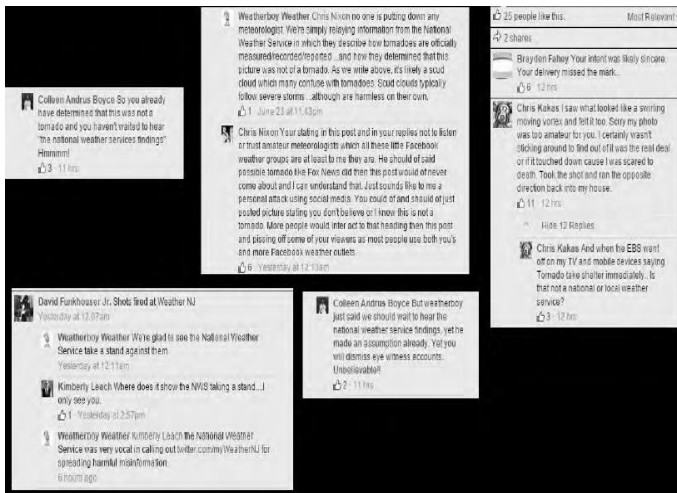 Colleen Andrus Boyce So you already
have determined that this was not a
tornado and you haven't waited to hear
"the national weather services findings"
Hmmmm!
3 · 11 hrs
Weatherboy Weather Chris Nixon no one is putting down any
meteorologist. We're simply relaying information from the National
Weather Service in which they describe how tornadoes are officially
measured/recorded/reported ...and how they determined that this
picture was not of a tornado. As we write above, it's likely a scud
cloud which many confuse with tornadoes. Scud clouds typically
follow severe storms ...although are harmless on their own.
1 · June 23 at 11:43pm
Chris Nixon Your stating in this post and in your replies not to listen
or trust amateur meteorologists which all these little Facebook
weather groups are at least to me they are. He should of said
possible tornado like Fox News did then this post would of never
come about and I can understand that. Just sounds like to me a
personal attack using social media. You could of and should of just
posted picture stating you don't believe or I know this is not a
tornado. More people would inter act to that heading then this post
and pissing off some of your viewers as most people use both you's
and more Facebook weather outlets
6 · Yesterday at 12:13am
25 people like this.
Most Relevant
2 shares
Brayden Fahey Your intent was likely sincere.
Your delivery missed the mark...
6 · 12 hrs
Chris Kakas I saw what looked like a swirling
moving vortex and felt it too. Sorry my photo
was too amateur for you. I certainly wasn't
sticking around to find out of it was the real deal
or if it touched down cause I was scared to
death. Took the shot and ran the opposite
direction back into my house.
11 · 12 hrs
Hide 12 Replies
Chris Kakas And when the EBS went
off on my TV and mobile devices saying
Tornado take shelter immediately.. Is
that not a national or local weather
service?
3 · 12 hrs
David Funkhouser Jr. Shots fired at Weather NJ
Yesterday at 12:07am
Weatherboy Weather We're glad to see the National Weather
Service take a stand against them.
Yesterday at 12:11am
Kimberly Leach Where does it show the NWS taking a stand...I
only see you.
1 · Yesterday at 2:57pm
Weatherboy Weather Kimberly Leach the National Weather
Service was very vocal in calling out twitter.com/myWeatherNJ for
spreading harmful misinformation.
6 hours ago
Colleen Andrus Boyce But weatherboy
just said we should wait to hear the
national weather service findings, yet he
made an assumption already. Yet you
will dismiss eye witness accounts.
Unbelievable!!
2 · 11 hrs